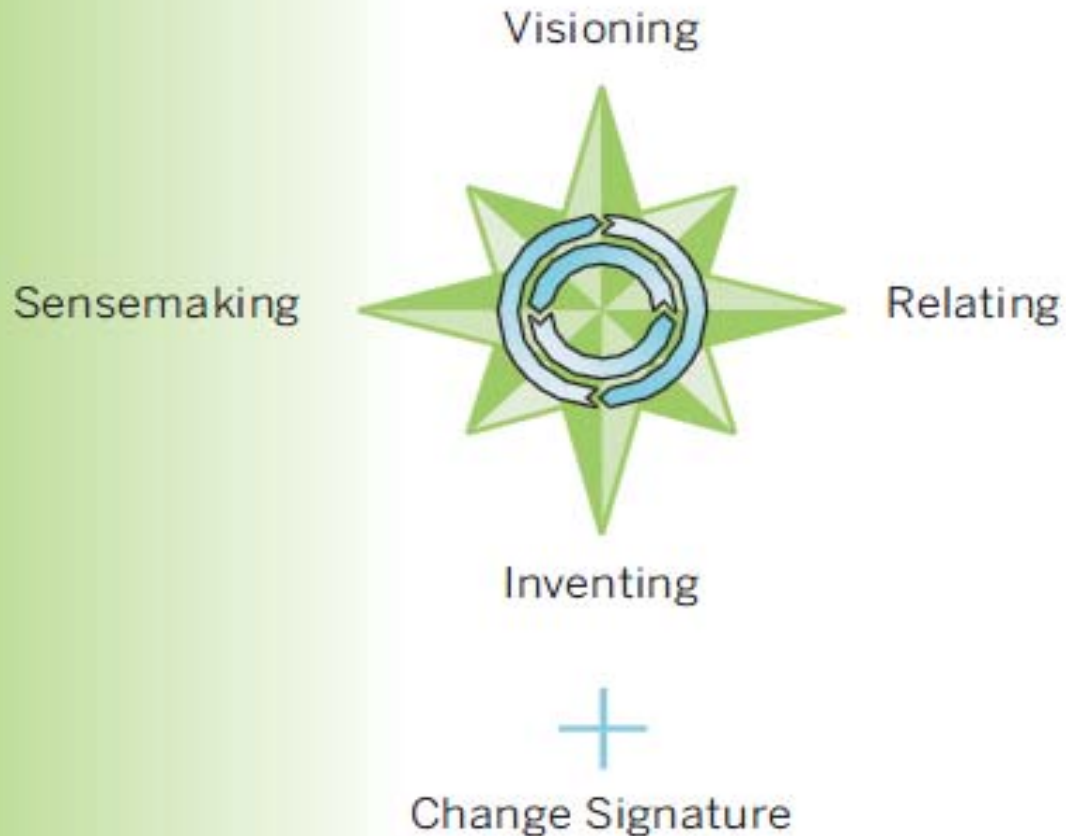 Visioning
Sensemaking
Relating
Inventing
+
Change Signature